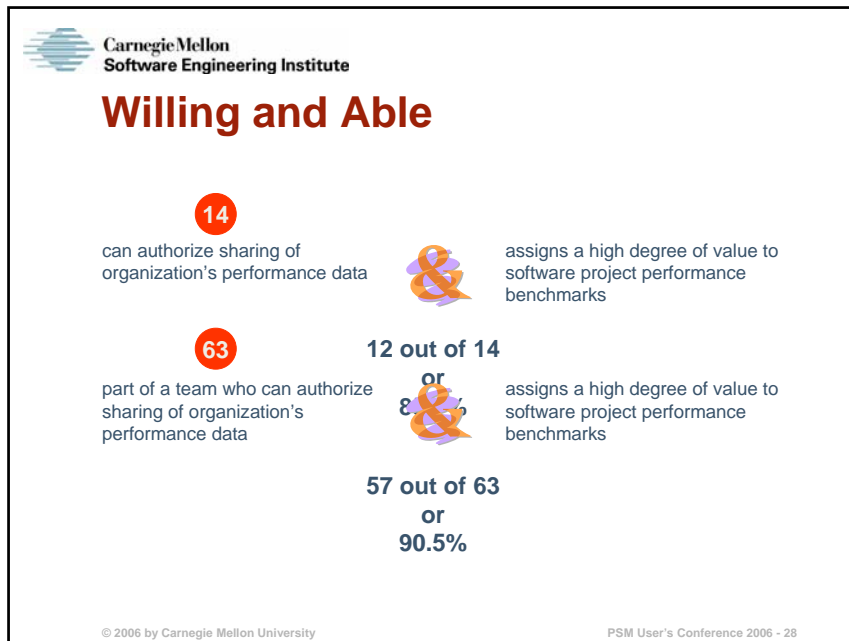 Carnegie Mellon
Software Engineering Institute
Willing and Able
14
can authorize sharing of
organization's performance data
&
assigns a high degree of value to
software project performance
benchmarks
12 out of 14
or
63
part of a team who can authorize
sharing of organization's
performance data
&
assigns a high degree of value to
software project performance
benchmarks
57 out of 63
or
90.5%
© 2006 by Carnegie Mellon University
PSM User's Conference 2006 - 28